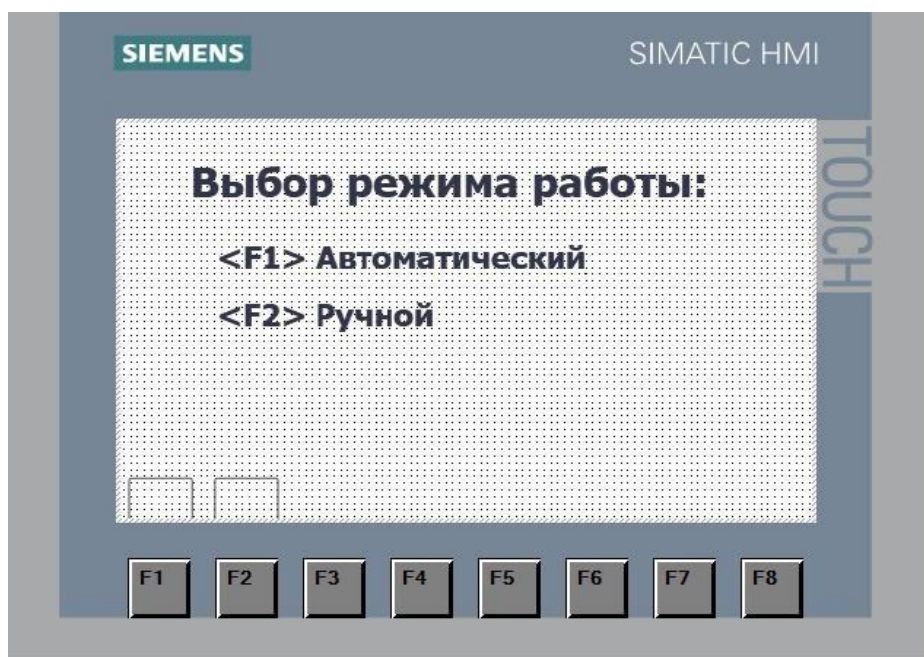 SIEMENS
SIMATIC HMI
TOUCH
Выбор режима работы:
<F1> Автоматический
<F2> Ручной
F1 F2 F3 F4 F5 F6 F7 F8